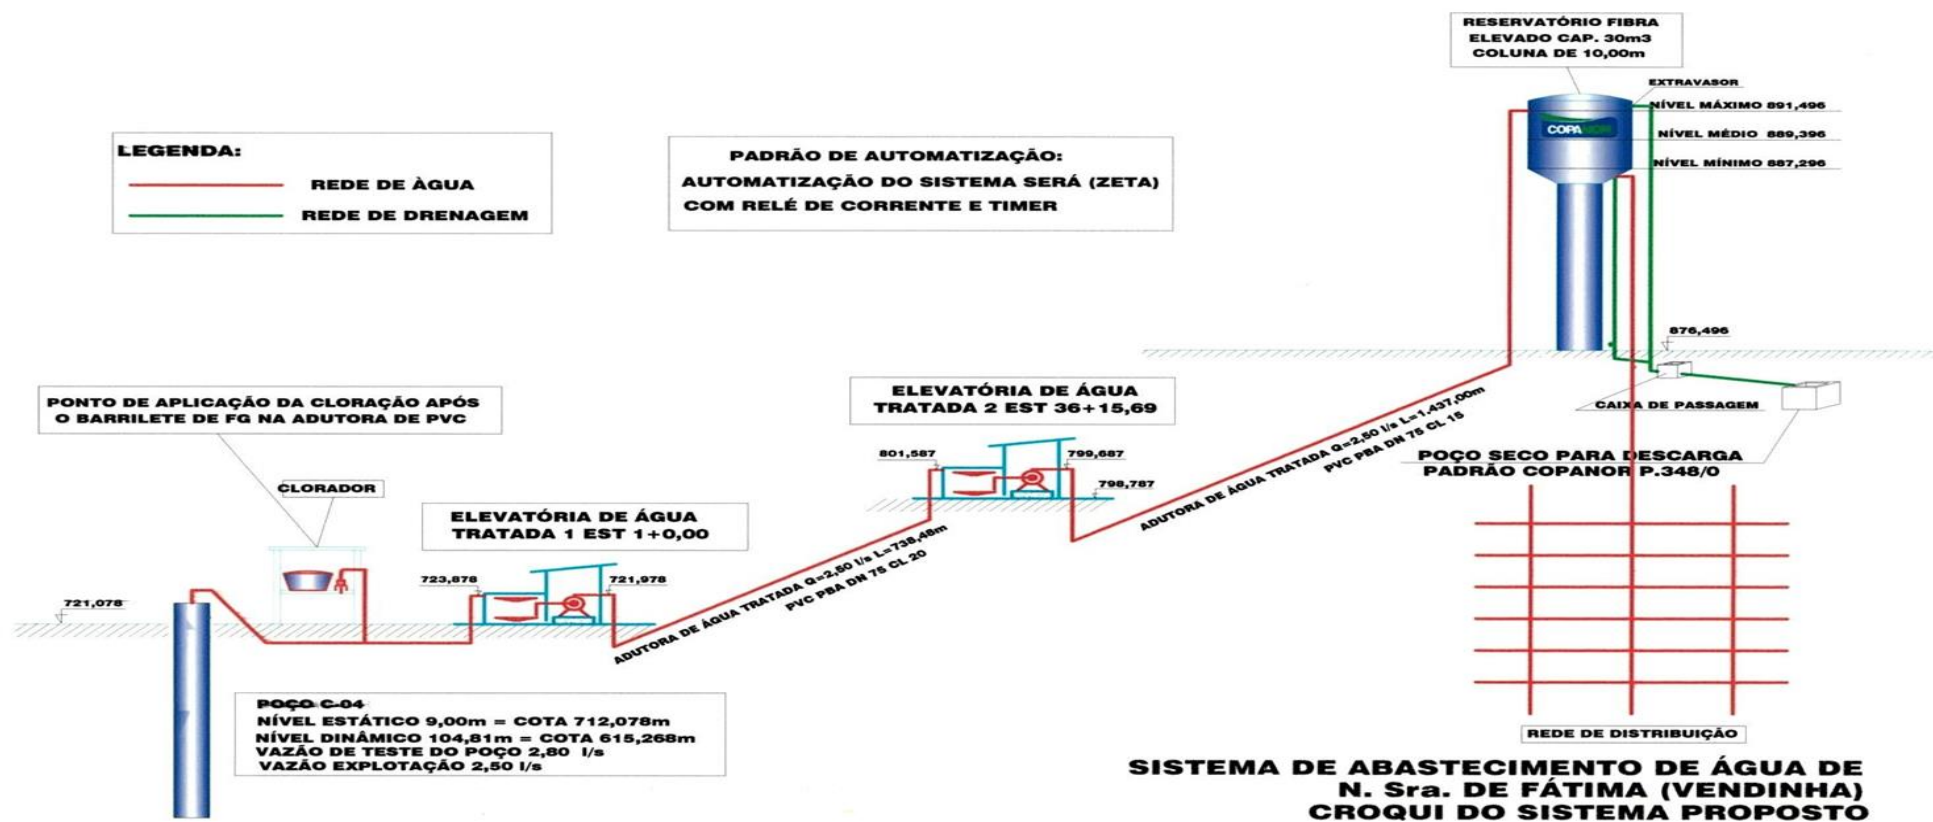 RESERVATÓRIO FIBRA
ELEVADO CAP. 30m3
COLUNA DE 10,00m
EXTRAVASOR
NÍVEL MÁXIMO 891,496
COPANOR
NÍVEL MÉDIO 889,396
NÍVEL MÍNIMO 887,296
LEGENDA:
REDE DE ÀGUA
REDE DE DRENAGEM
PADRÃO DE AUTOMATIZAÇÃO:
AUTOMATIZAÇÃO DO SISTEMA SERÁ (ZETA)
COM RELÉ DE CORRENTE E TIMER
876,496
CAIXA DE PASSAGEM
POÇO SECO PARA DESCARGA
PADRÃO COPANOR P.348/0
ELEVATÓRIA DE ÁGUA
TRATADA 2 EST 36+15,69
801,587
799,687
798,787
ADUTORA DE ÁGUA TRATADA Q=2,50 l/s L=1.437,00m
PVC PBA DN 75 CL 15
PONTO DE APLICAÇÃO DA CLORAÇÃO APÓS
O BARRILETE DE FG NA ADUTORA DE PVC
CLORADOR
ELEVATÓRIA DE ÁGUA
TRATADA 1 EST 1+0,00
721,078
723,878
721,978
ADUTORA DE ÁGUA TRATADA Q=2,50 l/s L=738,48m
PVC PBA DN 75 CL 20
POÇO C-04
NÍVEL ESTÁTICO 9,00m = COTA 712,078m
NÍVEL DINÂMICO 104,81m = COTA 615,268m
VAZÃO DE TESTE DO POÇO 2,80 l/s
VAZÃO EXPLOTAÇÃO 2,50 l/s
REDE DE DISTRIBUIÇÃO
SISTEMA DE ABASTECIMENTO DE ÁGUA DE
N. Sra. DE FÁTIMA (VENDINHA)
CROQUI DO SISTEMA PROPOSTO